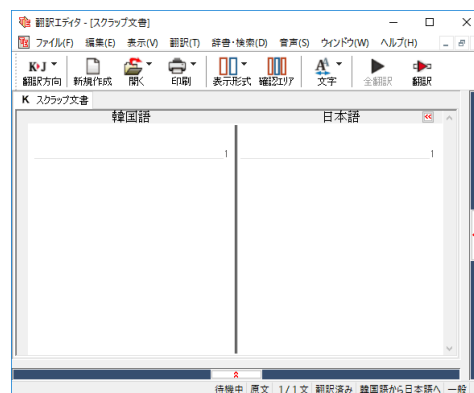 翻訳エディタ - [スクラップ文書]
ファイル(F) 編集(E) 表示(V) 翻訳(T) 辞書・検索(D) 音声(S) ウィンドウ(W) ヘルプ(H)
K▸J
翻訳方向 新規作成 開く 印刷 表示形式 確認エリア 文字 全翻訳 翻訳
K スクラップ文書
韓国語 日本語
1 1
待機中 原文 1/1文 翻訳済み 韓国語から日本語へ 一般